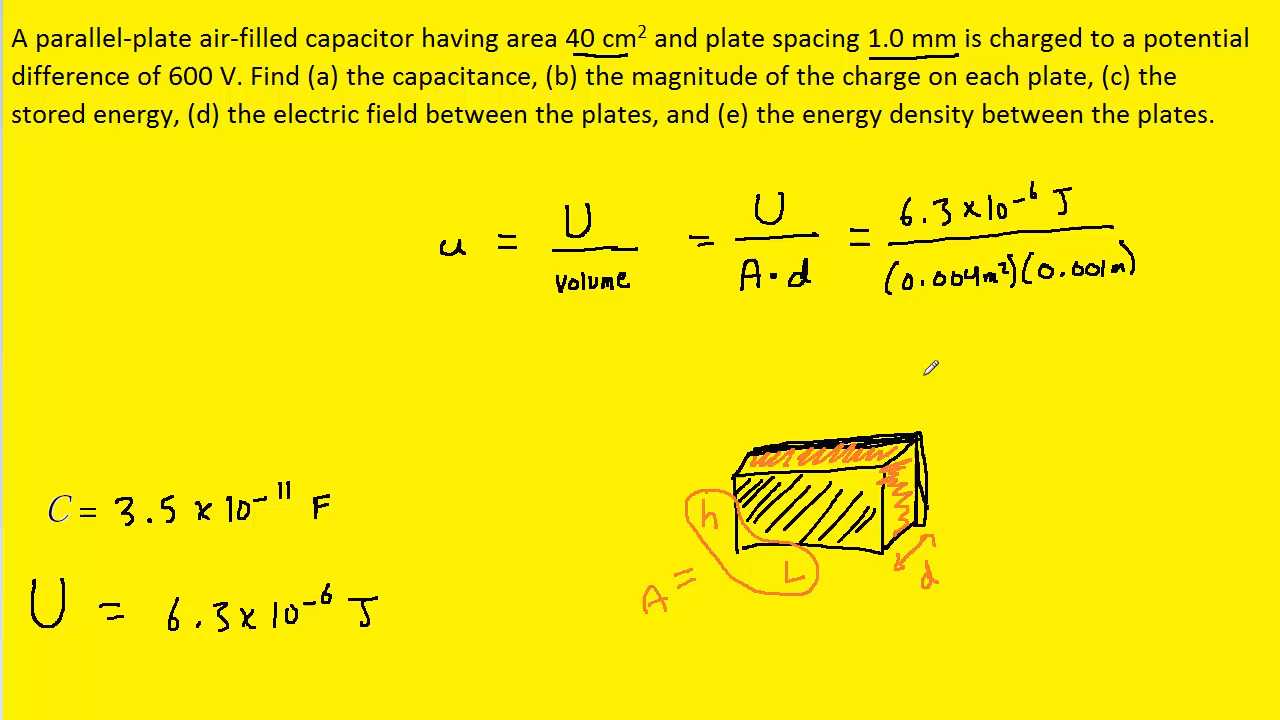 A parallel-plate air-filled capacitor having area 40 cm² and plate spacing 1.0 mm is charged to a potential
difference of 600 V. Find (a) the capacitance, (b) the magnitude of the charge on each plate, (c) the
stored energy, (d) the electric field between the plates, and (e) the energy density between the plates.
u = U / volume = U / A · d = 6.3 × 10⁻⁶ J / (0.004m²)(0.001m)
C = 3.5 × 10⁻¹¹ F
h
L
A =
d
U = 6.3 × 10⁻⁶ J